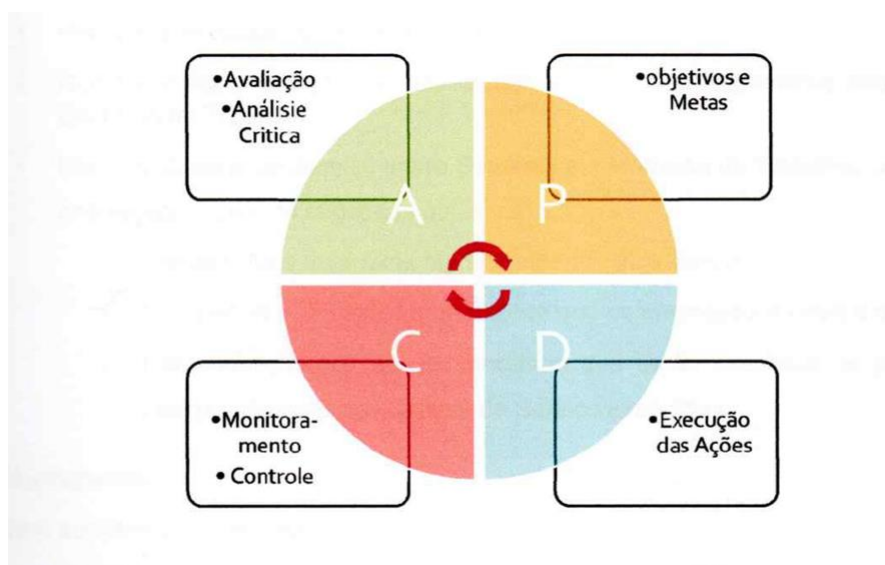 •Avaliação
•Análisie
Critica
•objetivos e
Metas
A
P
C
D
•Monitora-
mento
• Controle
•Execução
das Ações